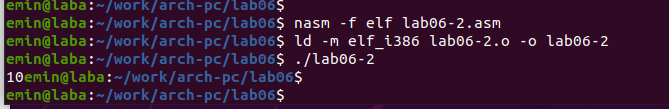 emin@laba:~/work/arch-pc/lab06$
emin@laba:~/work/arch-pc/lab06$ nasm -f elf lab06-2.asm
emin@laba:~/work/arch-pc/lab06$ ld -m elf_i386 lab06-2.o -o lab06-2
emin@laba:~/work/arch-pc/lab06$ ./lab06-2
10emin@laba:~/work/arch-pc/lab06$
emin@laba:~/work/arch-pc/lab06$